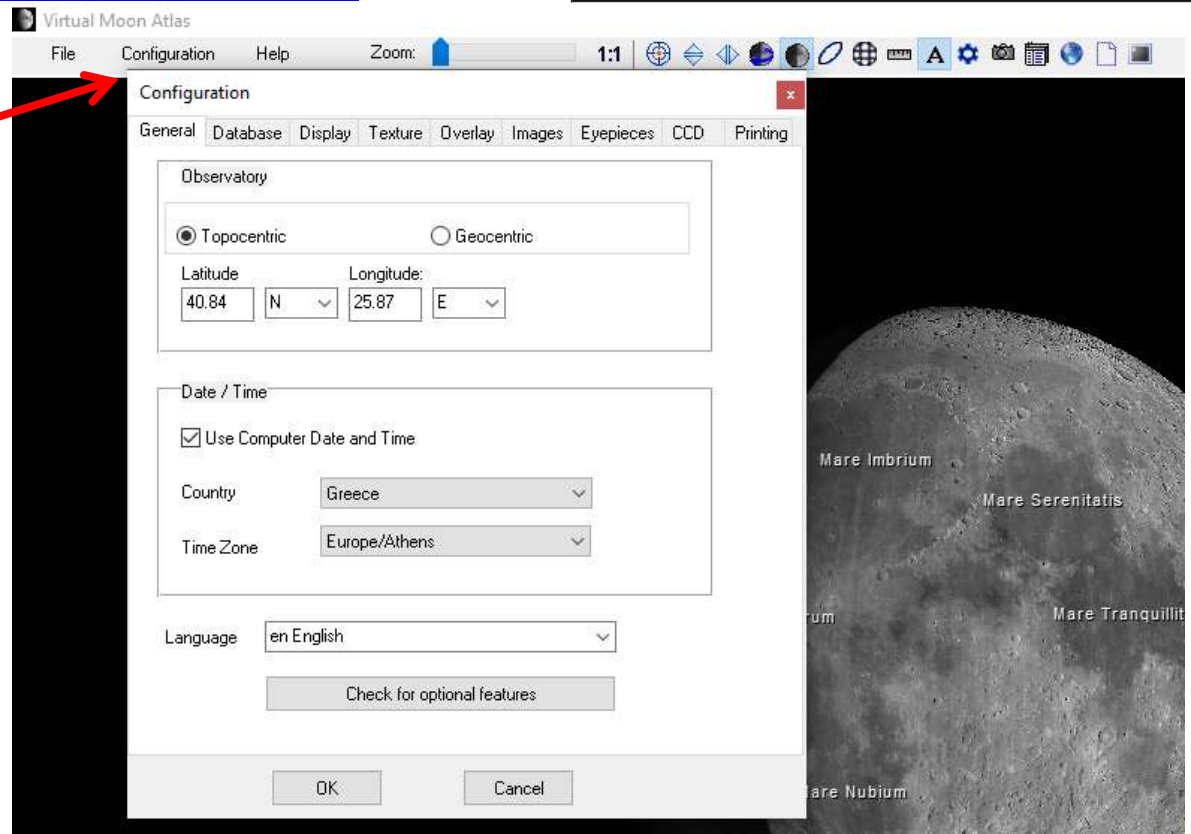 Virtual Moon Atlas
File Configuration Help Zoom: 1:1 A
Configuration x
General Database Display Texture Overlay Images Eyepieces CCD Printing
Observatory
Topocentric Geocentric
Latitude Longitude:
40.84 N 25.87 E
Date / Time
Use Computer Date and Time
Country Greece
Time Zone Europe/Athens
Language en English
Check for optional features
OK Cancel
Mare Imbrium
Mare Serenitatis
rum
Mare Tranquillit
are Nubium